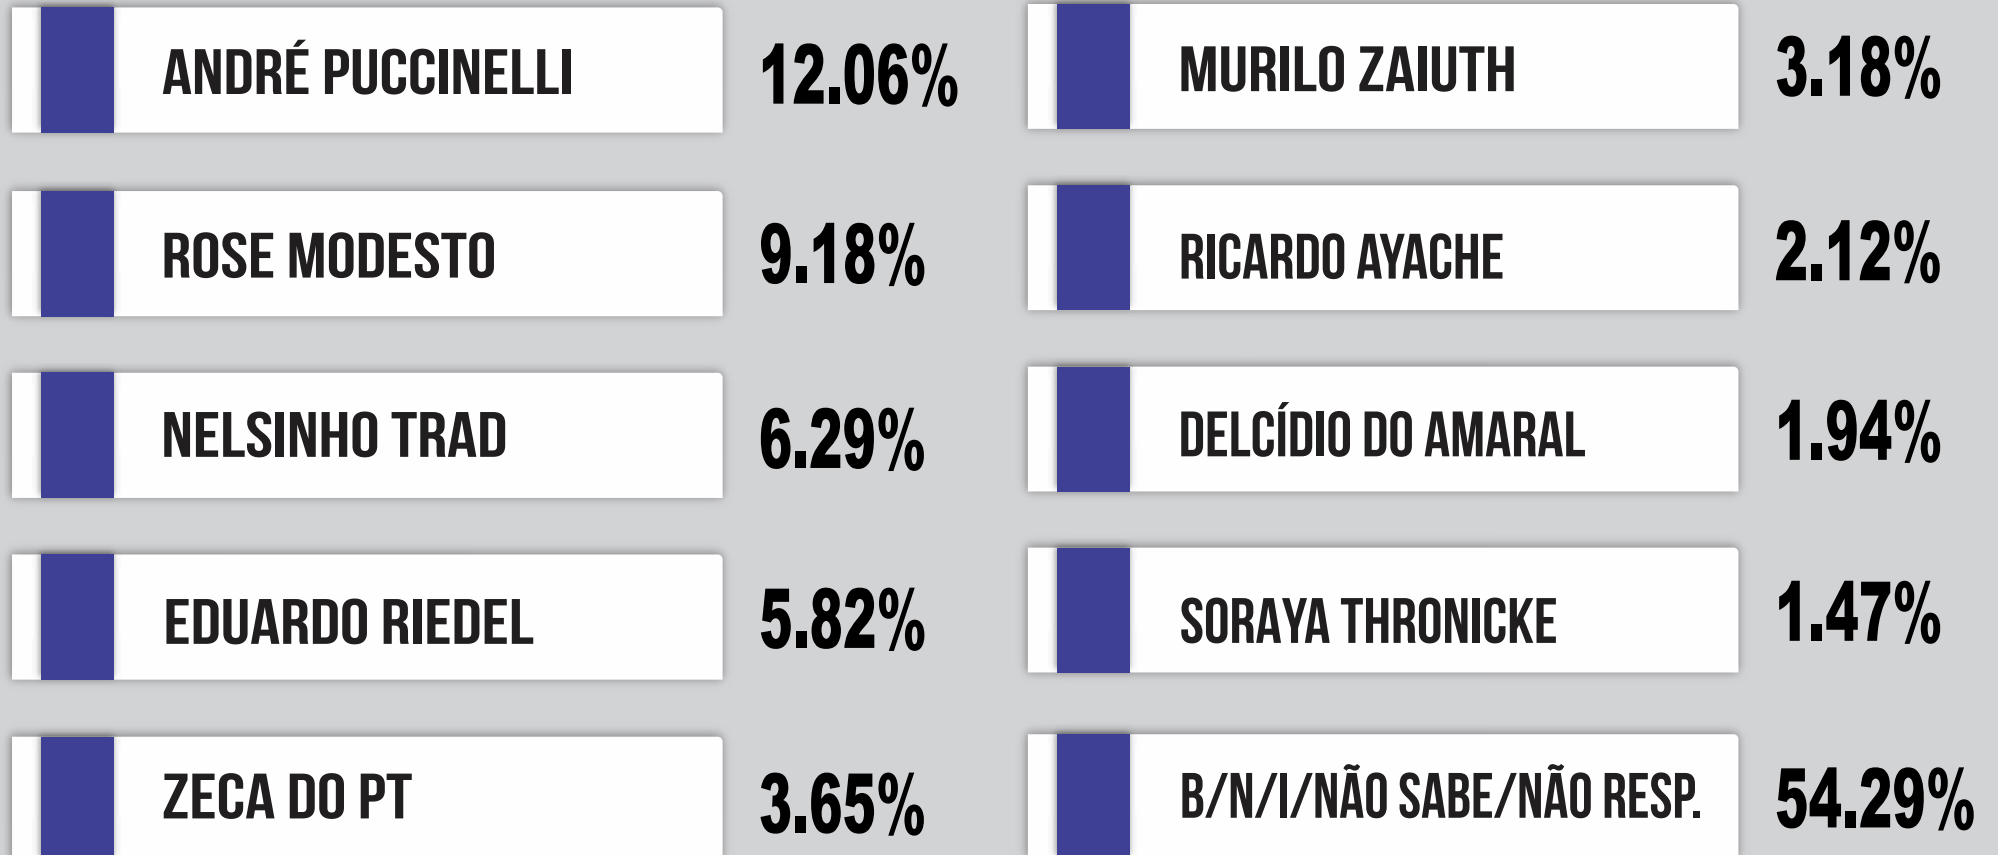 ANDRÉ PUCCINELLI 12.06%
ROSE MODESTO 9.18%
NELSINHO TRAD 6.29%
EDUARDO RIEDEL 5.82%
ZECA DO PT 3.65%
MURILO ZAIUTH 3.18%
RICARDO AYACHE 2.12%
DELCÍDIO DO AMARAL 1.94%
SORAYA THRONICKE 1.47%
B/N/I/NÃO SABE/NÃO RESP. 54.29%